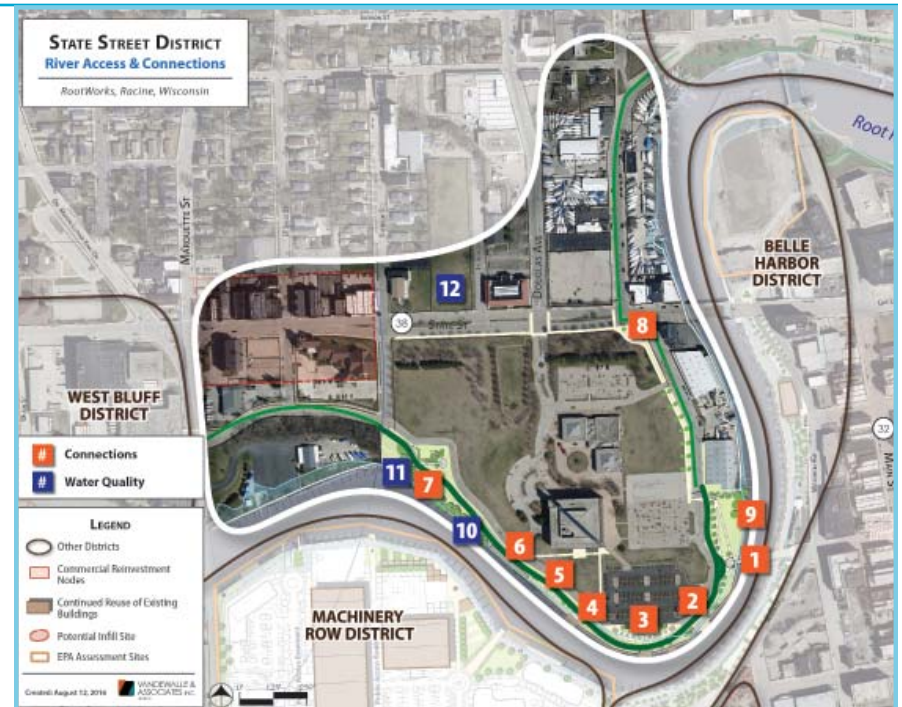 STATE STREET DISTRICT
River Access & Connections
RootWorks, Racine, Wisconsin
MARQUETTE ST
DOUGLAS AVE
Root
BELLE
HARBOR
DISTRICT
12
38
STATE ST
8
WEST BLUFF
DISTRICT
32
MAIN ST
# Connections
# Water Quality
11
7
10
9
6
1
5
2
4
3
LEGEND
Other Districts
Commercial Reinvestment
Nodes
Continued Reuse of Existing
Buildings
Potential Infill Site
EPA Assessment Sites
MACHINERY
ROW DISTRICT
Created: August 12, 2016
VANDEWALLE &
ASSOCIATES INC.